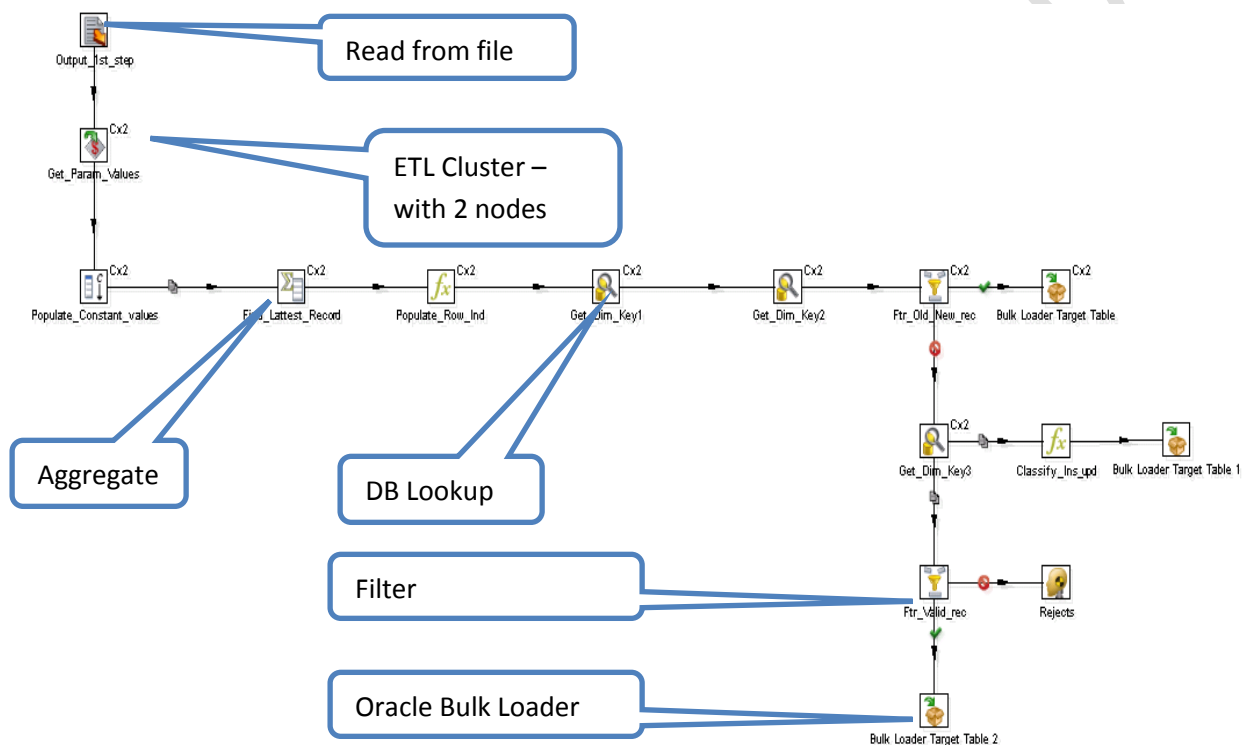 Read from file
Output_1st_step
Cx2
Get_Param_Values
ETL Cluster –
with 2 nodes
Cx2
Cx2
Cx2
Cx2
Cx2
Cx2
Cx2
Populate_Constant_values
Find_Lattest_Record
Populate_Row_Ind
Get_Dim_Key1
Get_Dim_Key2
Ftr_Old_New_rec
Bulk Loader Target Table
Aggregate
DB Lookup
Cx2
Get_Dim_Key3
Classify_Ins_upd
Bulk Loader Target Table 1
Filter
Ftr_Valid_rec
Rejects
Oracle Bulk Loader
Bulk Loader Target Table 2